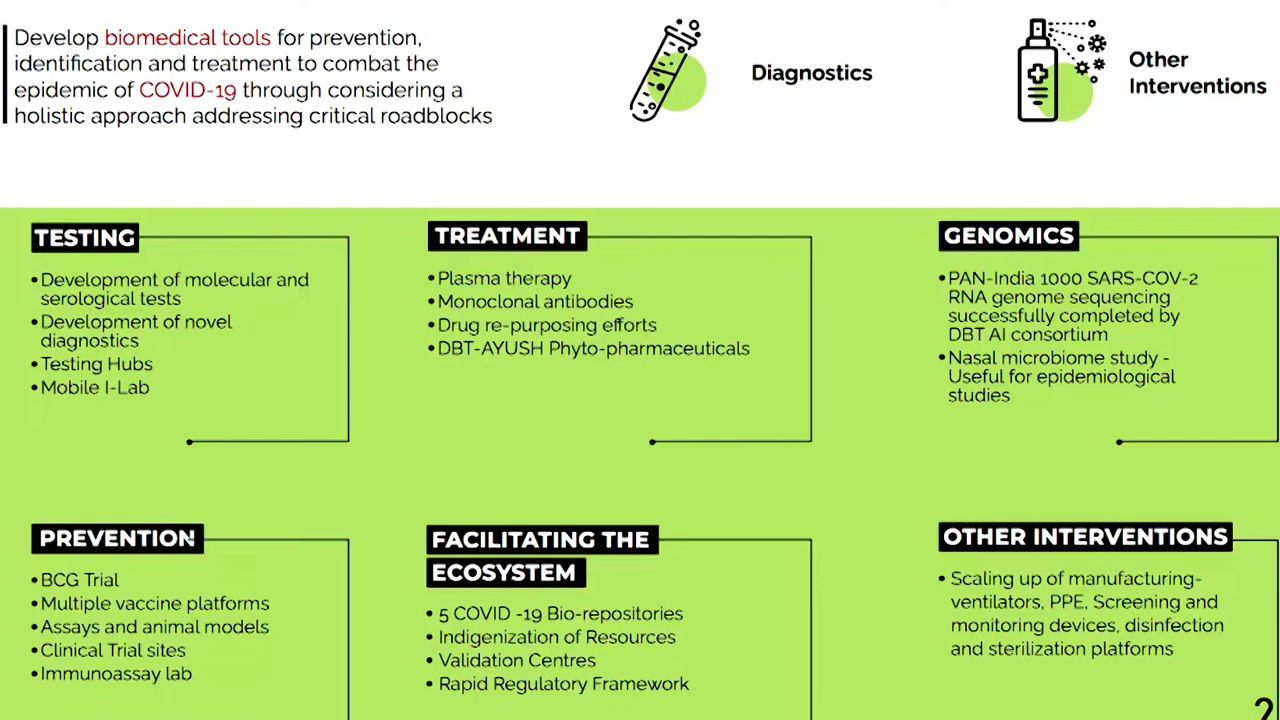 Develop biomedical tools for prevention,
identification and treatment to combat the
epidemic of COVID-19 through considering a
holistic approach addressing critical roadblocks
Diagnostics
Other
Interventions
TESTING
•Development of molecular and
serological tests
•Development of novel
diagnostics
•Testing Hubs
•Mobile I-Lab
TREATMENT
•Plasma therapy
•Monoclonal antibodies
•Drug re-purposing efforts
•DBT-AYUSH Phyto-pharmaceuticals
GENOMICS
•PAN-India 1000 SARS-COV-2
RNA genome sequencing
successfully completed by
DBT AI consortium
•Nasal microbiome study -
Useful for epidemiological
studies
PREVENTION
•BCG Trial
•Multiple vaccine platforms
•Assays and animal models
•Clinical Trial sites
•Immunoassay lab
FACILITATING THE
ECOSYSTEM
• 5 COVID -19 Bio-repositories
• Indigenization of Resources
• Validation Centres
• Rapid Regulatory Framework
OTHER INTERVENTIONS
• Scaling up of manufacturing-
ventilators, PPE, Screening and
monitoring devices, disinfection
and sterilization platforms
2